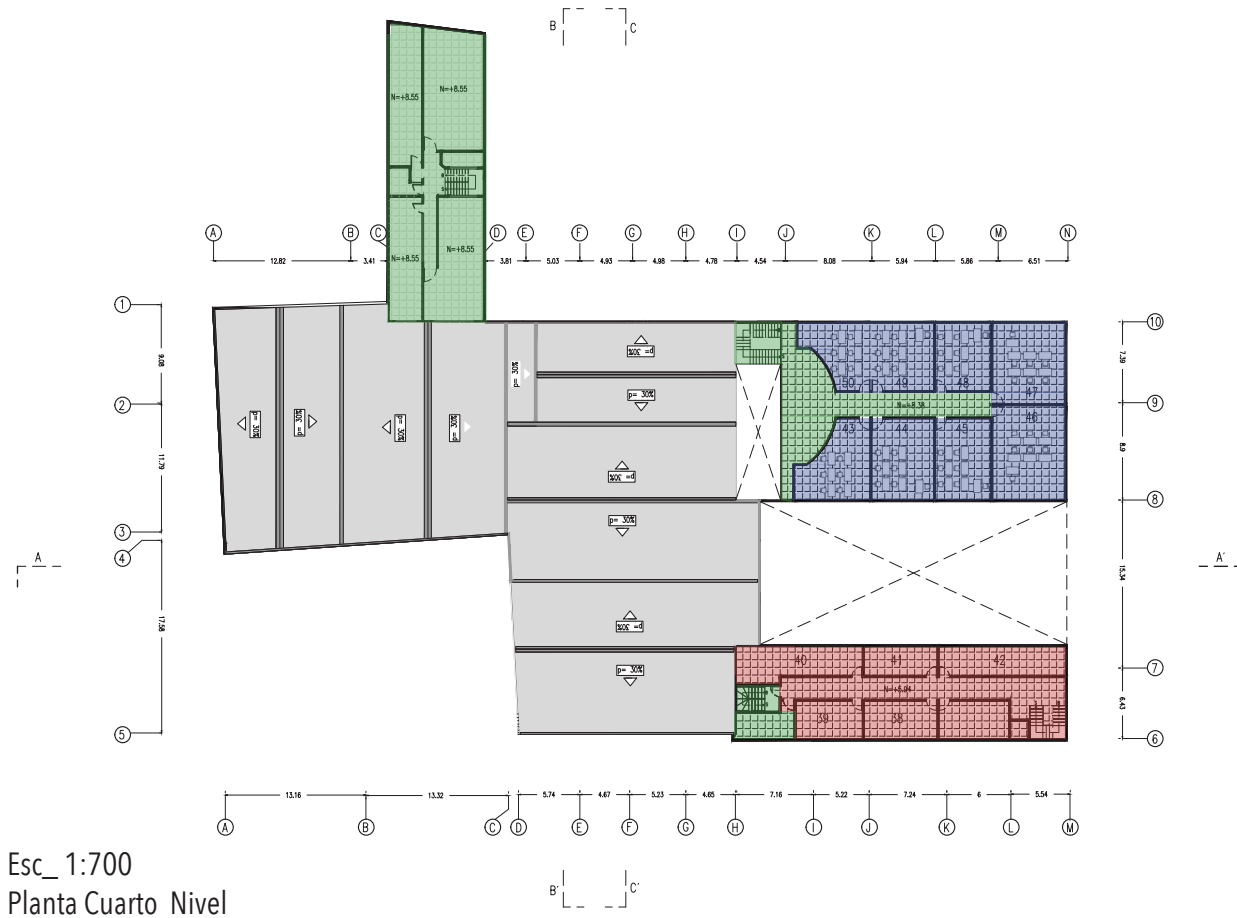 B C
N=+8.55 N=+8.55
N=+8.55 N=+8.55
A B C D E F G H I J K L M N
12.82 3.41 3.81 5.03 4.93 4.98 4.78 4.54 8.08 5.94 5.86 6.51
1 10
9.08 7.39
p= 30%
p= 30%
p= 30%
50 49 48 47
2 9
p= 30% p= 30% p= 30% p= 30%
N=+8.38
46
43 44 45
11.79 8.9
p= 30%
8
3
p= 30%
4
A A'
15.34
17.58
p= 30%
40 41 42
7
p= 30%
39 38
6.43
5 6
13.16 13.32 5.74 4.67 5.23 4.65 7.16 5.22 7.24 6 5.54
A B C D E F G H I J K L M
Esc_ 1:700
B' C'
Planta Cuarto Nivel